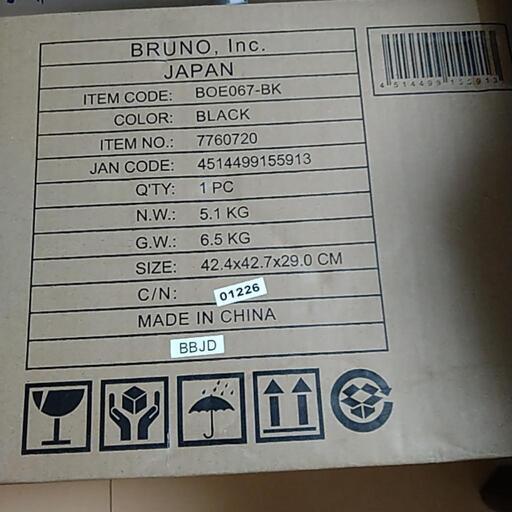 BRUNO, Inc.
JAPAN
ITEM CODE: BOE067-BK
COLOR: BLACK
ITEM NO.: 7760720
JAN CODE: 4514499155913
Q'TY: 1 PC
N.W.: 5.1 KG
G.W.: 6.5 KG
SIZE: 42.4x42.7x29.0 CM
C/N: 01226
MADE IN CHINA
BBJD
4514499155913